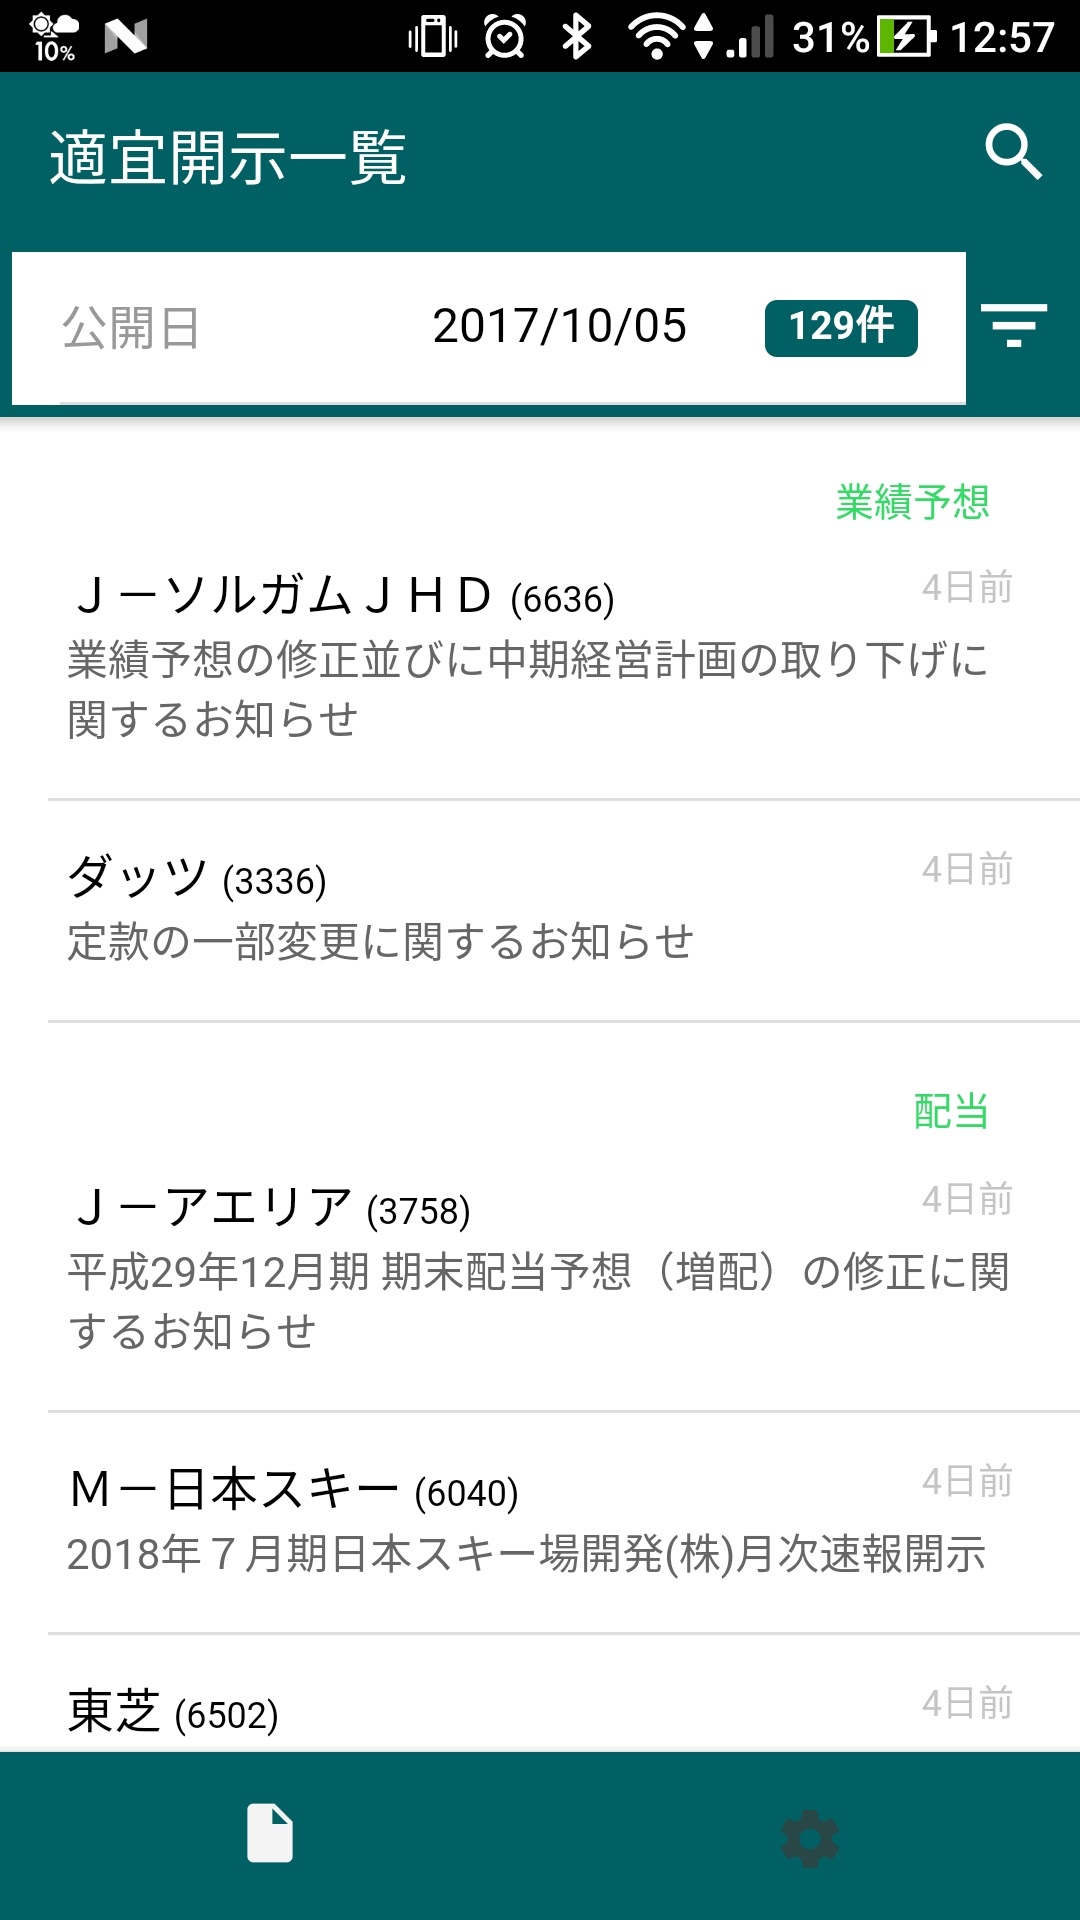 10%
31% 12:57
適宜開示一覧
公開日 2017/10/05 129件
業績予想
Ｊ－ソルガムＪＨＤ (6636) 4日前
業績予想の修正並びに中期経営計画の取り下げに
関するお知らせ
ダッツ (3336) 4日前
定款の一部変更に関するお知らせ
配当
Ｊ－アエリア (3758) 4日前
平成29年12月期 期末配当予想（増配）の修正に関
するお知らせ
Ｍ－日本スキー (6040) 4日前
2018年７月期日本スキー場開発(株)月次速報開示
東芝 (6502) 4日前